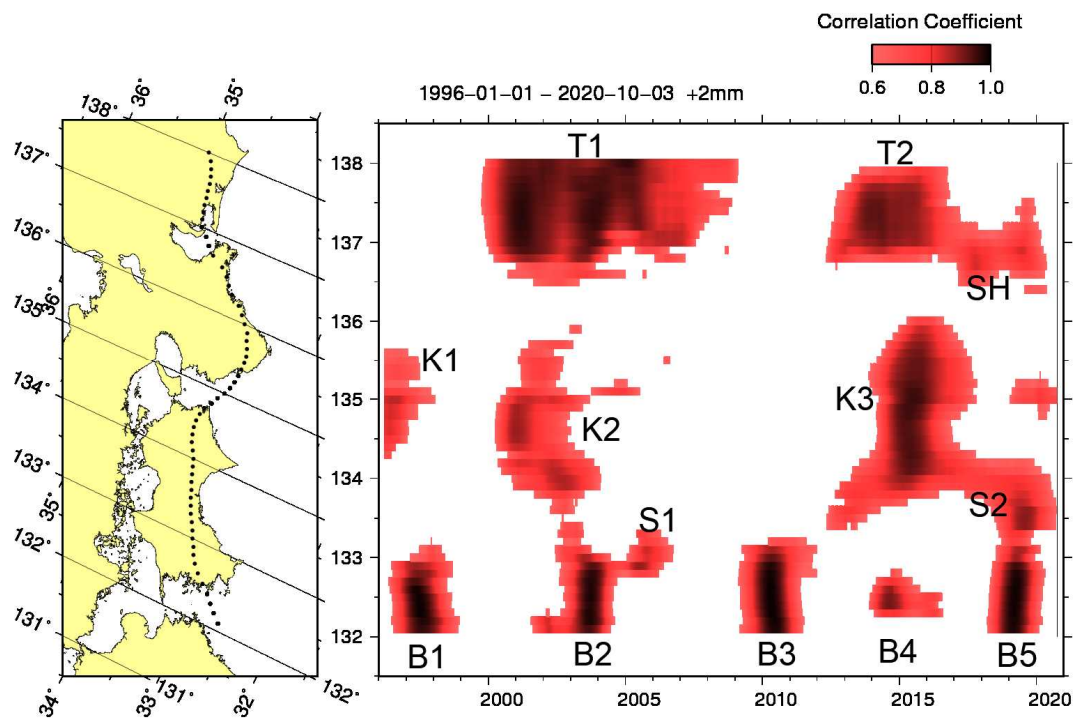 Correlation Coefficient
0.6 0.8 1.0
1996-01-01 - 2020-10-03 +2mm
138° 36° 35°
137°
136°
36°
135°
134°
133°
35°
132°
131°
34° 33° 131° 32° 132°
138
137
136
135
134
133
132
T1
T2
SH
K1
K2
K3
S1
S2
B1 B2 B3 B4 B5
2000 2005 2010 2015 2020